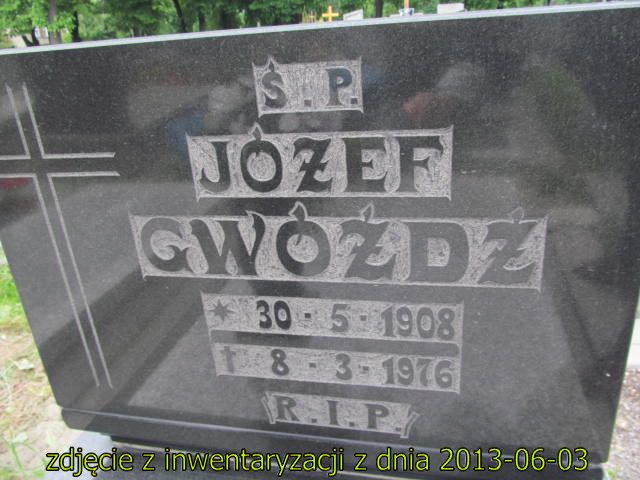 Ś.P.
JÓZEF
GWÓŹDŹ
* 30-5-1908
† 8-3-1976
R.I.P.
zdjęcie z inwentaryzacji z dnia 2013-06-03